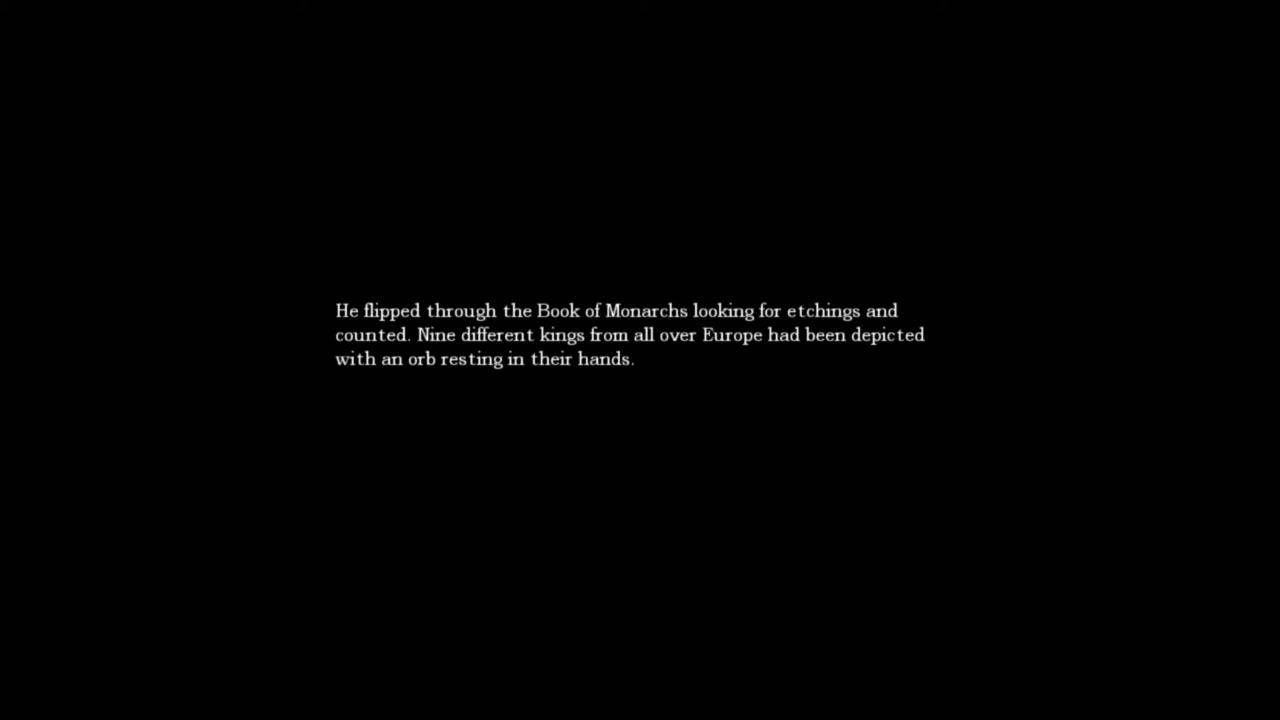 He flipped through the Book of Monarchs looking for etchings and
counted. Nine different kings from all over Europe had been depicted
with an orb resting in their hands.